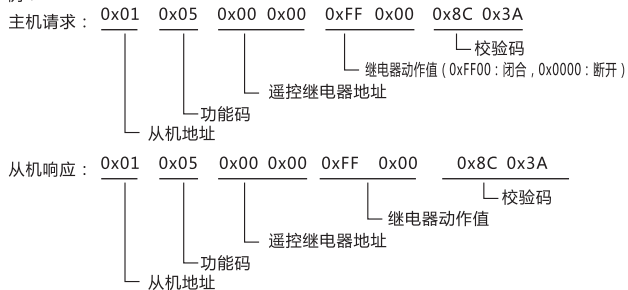 主机请求：0x01 0x05 0x00 0x00 0xFF 0x00 0x8C 0x3A
校验码
继电器动作值（0xFF00：闭合，0x0000：断开）
遥控继电器地址
功能码
从机地址
从机响应：0x01 0x05 0x00 0x00 0xFF 0x00 0x8C 0x3A
校验码
继电器动作值
遥控继电器地址
功能码
从机地址